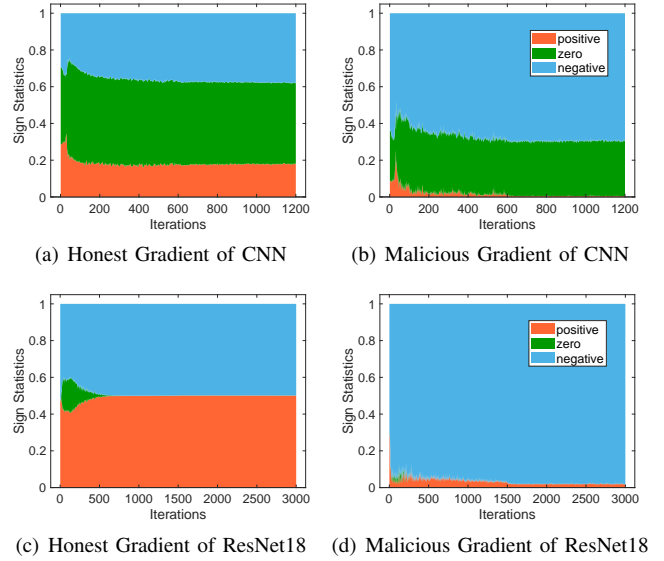 Sign Statistics
1
0.8
0.6
0.4
0.2
0
0 200 400 600 800 1000 1200
Iterations
(a) Honest Gradient of CNN
Sign Statistics
1
0.8
0.6
0.4
0.2
0
positive
zero
negative
0 200 400 600 800 1000 1200
Iterations
(b) Malicious Gradient of CNN
Sign Statistics
1
0.8
0.6
0.4
0.2
0
0 500 1000 1500 2000 2500 3000
Iterations
(c) Honest Gradient of ResNet18
Sign Statistics
1
0.8
0.6
0.4
0.2
0
positive
zero
negative
0 500 1000 1500 2000 2500 3000
Iterations
(d) Malicious Gradient of ResNet18